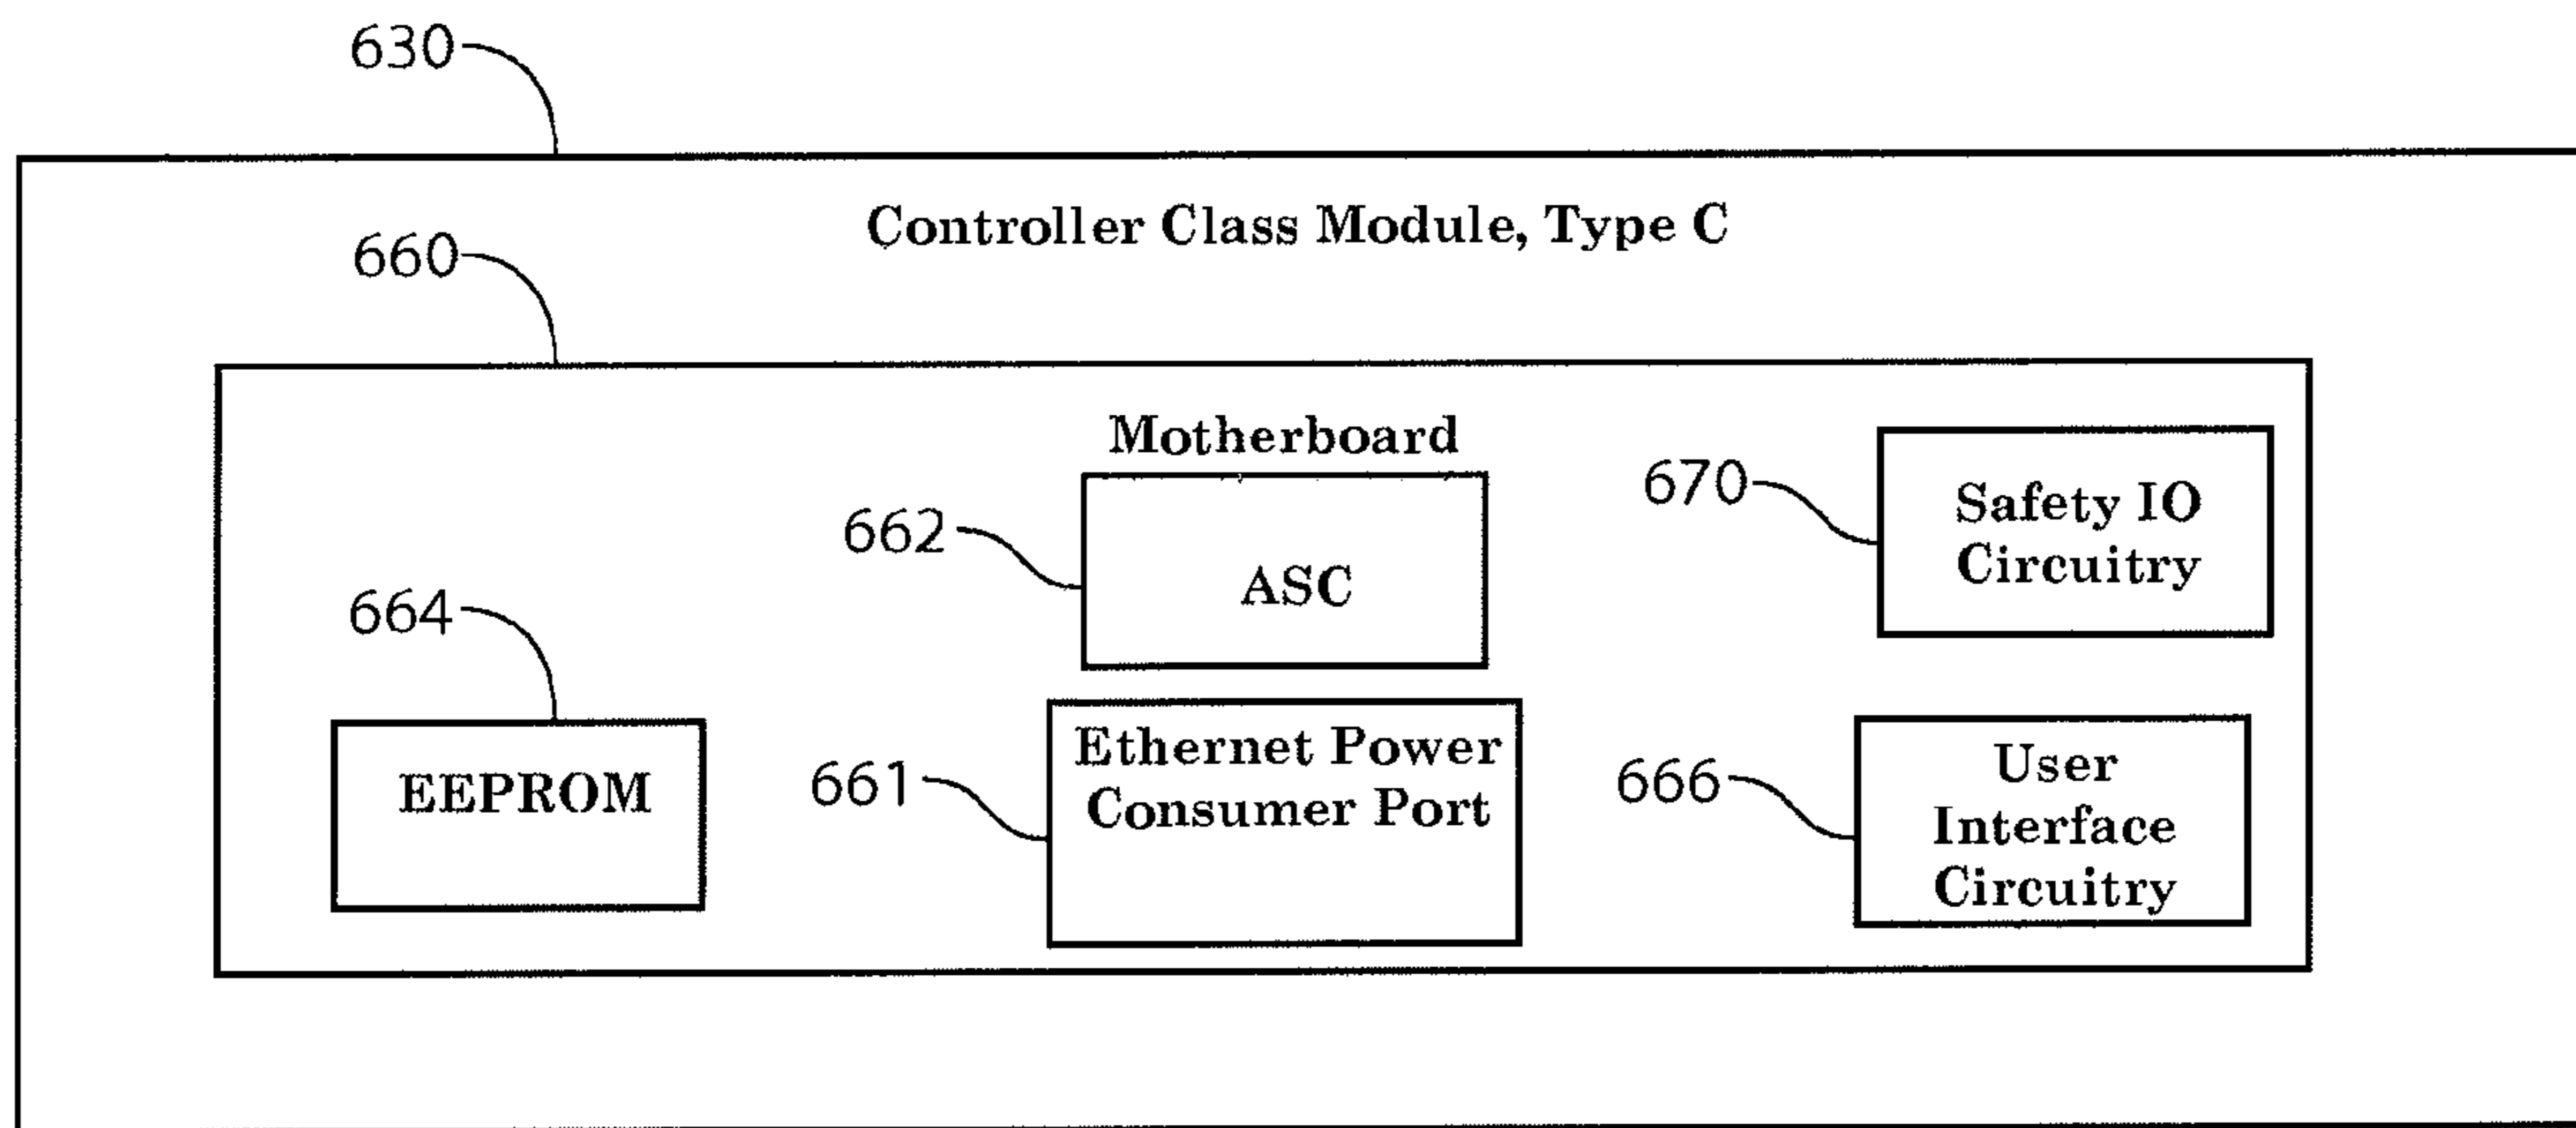 630
Controller Class Module, Type C
660
Motherboard
662
ASC
670
Safety IO
Circuitry
664
EEPROM
661
Ethernet Power
Consumer Port
666
User
Interface
Circuitry